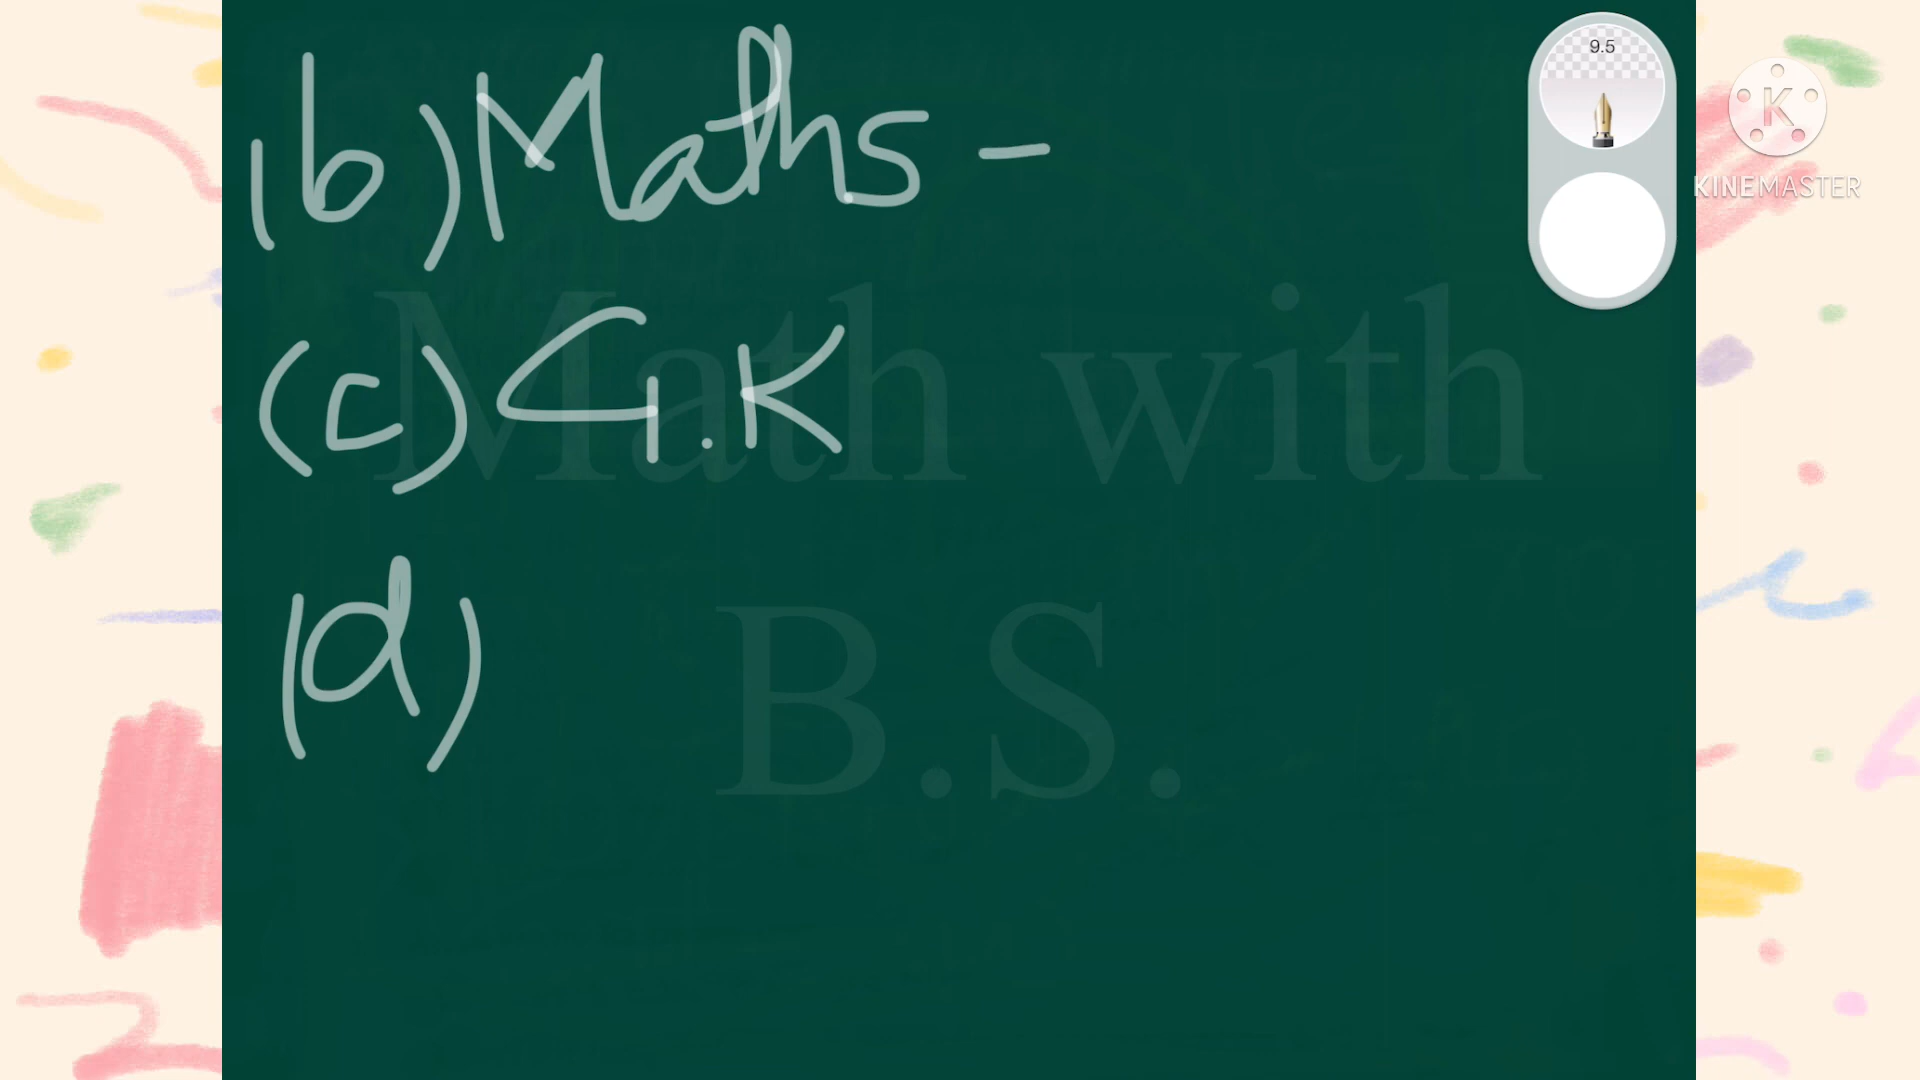 (b) Maths -
(c) G.K
(d)
Math with
B.S.
9.5
KINEMASTER